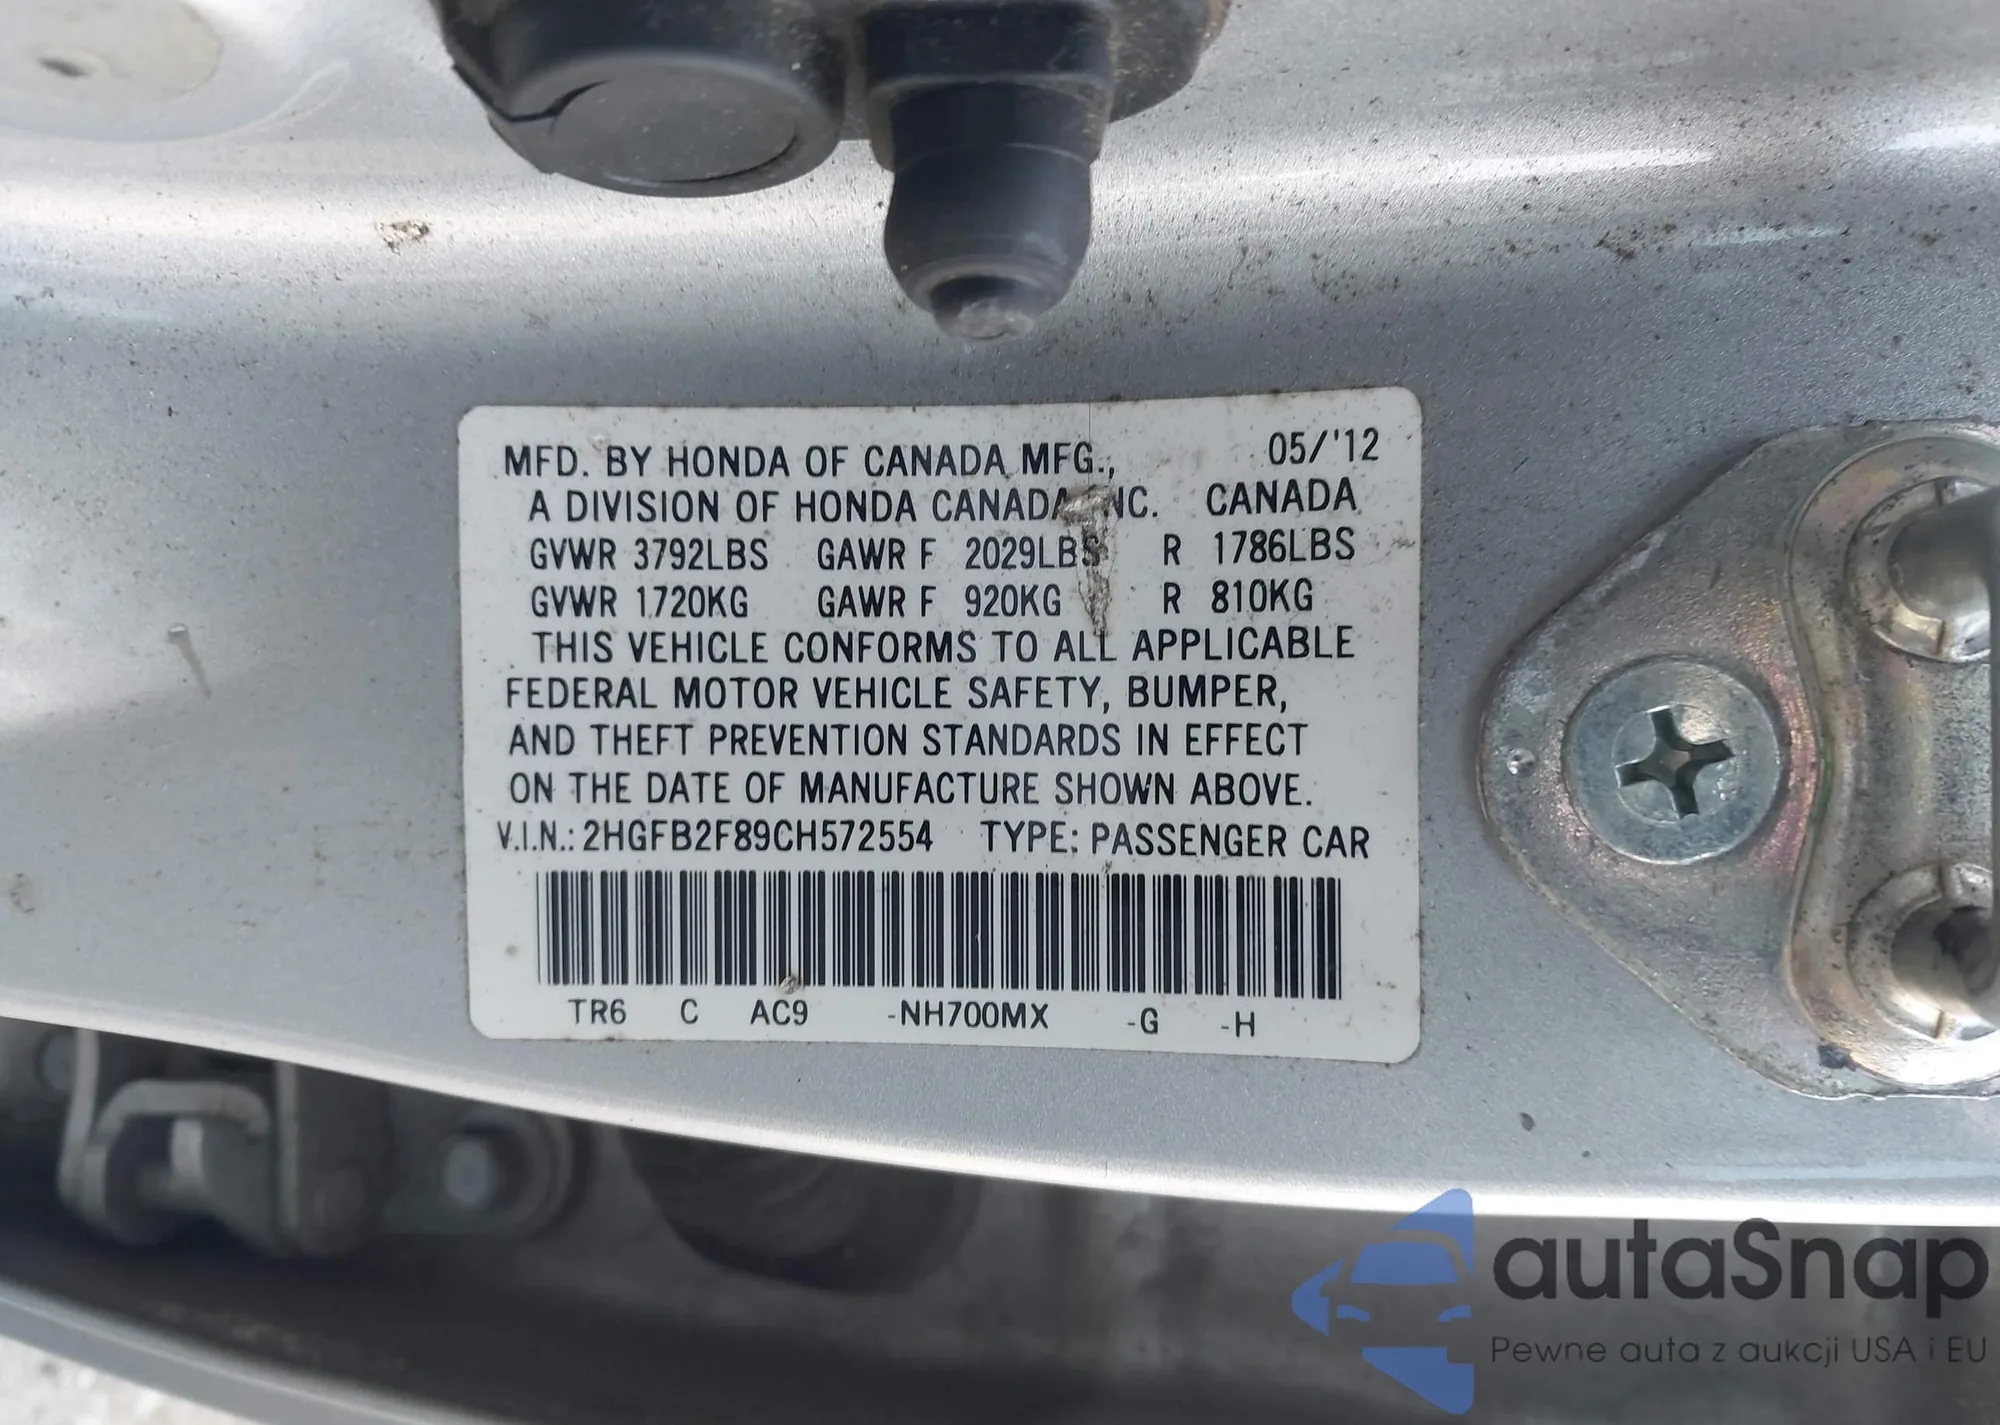 MFD. BY HONDA OF CANADA MFG., 05/'12
A DIVISION OF HONDA CANADA INC. CANADA
GVWR 3792LBS GAWR F 2029LBS R 1786LBS
GVWR 1720KG GAWR F 920KG R 810KG
THIS VEHICLE CONFORMS TO ALL APPLICABLE
FEDERAL MOTOR VEHICLE SAFETY, BUMPER,
AND THEFT PREVENTION STANDARDS IN EFFECT
ON THE DATE OF MANUFACTURE SHOWN ABOVE.
V.I.N.: 2HGFB2F89CH572554 TYPE: PASSENGER CAR
TR6 C AC9 -NH700MX -G -H
autaSnap
Pewne auta z aukcji USA i EU